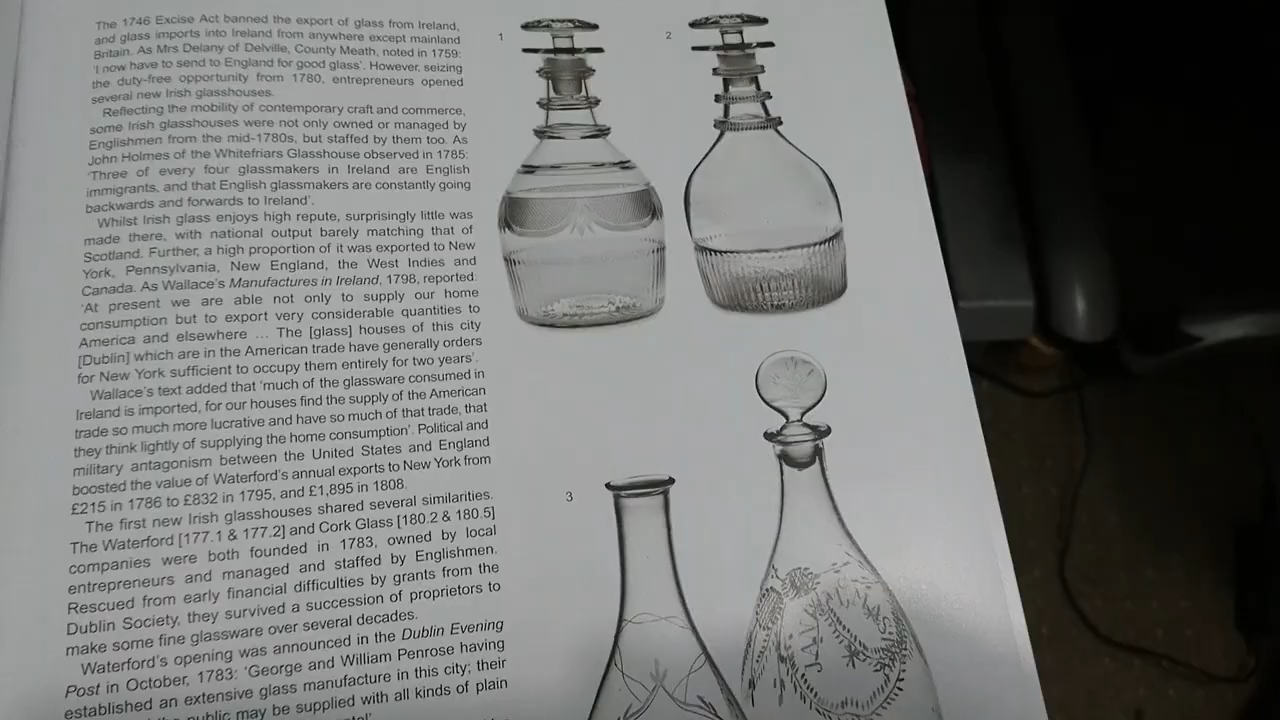 The 1746 Excise Act banned the export of glass from Ireland,
and glass imports into Ireland from anywhere except mainland
Britain. As Mrs Delany of Delville, County Meath, noted in 1759:
'I now have to send to England for good glass'. However, seizing
the duty-free opportunity from 1780, entrepreneurs opened
several new Irish glasshouses.
Reflecting the mobility of contemporary craft and commerce,
some Irish glasshouses were not only owned or managed by
Englishmen from the mid-1780s, but staffed by them too. As
John Holmes of the Whitefriars Glasshouse observed in 1785:
'Three of every four glassmakers in Ireland are English
immigrants, and that English glassmakers are constantly going
backwards and forwards to Ireland'.
Whilst Irish glass enjoys high repute, surprisingly little was
made there, with national output barely matching that of
Scotland. Further, a high proportion of it was exported to New
York, Pennsylvania, New England, the West Indies and
Canada. As Wallace's Manufactures in Ireland, 1798, reported:
'At present we are able not only to supply our home
consumption but to export very considerable quantities to
America and elsewhere ... The [glass] houses of this city
[Dublin] which are in the American trade have generally orders
for New York sufficient to occupy them entirely for two years'.
Wallace's text added that 'much of the glassware consumed in
Ireland is imported, for our houses find the supply of the American
trade so much more lucrative and have so much of that trade, that
they think lightly of supplying the home consumption'. Political and
military antagonism between the United States and England
boosted the value of Waterford's annual exports to New York from
£215 in 1786 to £832 in 1795, and £1,895 in 1808.
The first new Irish glasshouses shared several similarities.
The Waterford [177.1 & 177.2] and Cork Glass [180.2 & 180.5]
companies were both founded in 1783, owned by local
entrepreneurs and managed and staffed by Englishmen.
Rescued from early financial difficulties by grants from the
Dublin Society, they survived a succession of proprietors to
make some fine glassware over several decades.
Waterford's opening was announced in the Dublin Evening
Post in October, 1783: 'George and William Penrose having
established an extensive glass manufacture in this city; their
public may be supplied with all kinds of plain
1
2
3